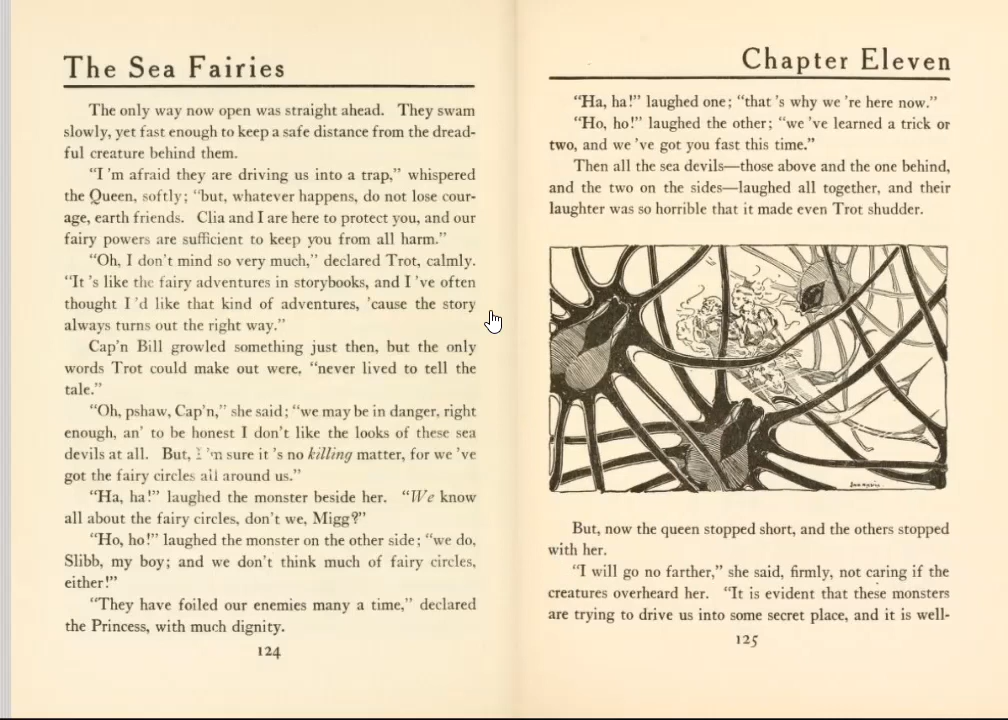 The Sea Fairies
The only way now open was straight ahead. They swam
slowly, yet fast enough to keep a safe distance from the dread-
ful creature behind them.
“I ’m afraid they are driving us into a trap,” whispered
the Queen, softly; “but, whatever happens, do not lose cour-
age, earth friends. Clia and I are here to protect you, and our
fairy powers are sufficient to keep you from all harm.”
“Oh, I don’t mind so very much,” declared Trot, calmly.
“It ’s like the fairy adventures in storybooks, and I ’ve often
thought I ’d like that kind of adventures, ’cause the story
always turns out the right way.”
Cap’n Bill growled something just then, but the only
words Trot could make out were, “never lived to tell the
tale.”
“Oh, pshaw, Cap’n,” she said; “we may be in danger, right
enough, an’ to be honest I don’t like the looks of these sea
devils at all. But, I ’m sure it ’s no killing matter, for we ’ve
got the fairy circles all around us.”
“Ha, ha!” laughed the monster beside her. “We know
all about the fairy circles, don’t we, Migg?”
“Ho, ho!” laughed the monster on the other side; “we do,
Slibb, my boy; and we don’t think much of fairy circles,
either!”
“They have foiled our enemies many a time,” declared
the Princess, with much dignity.
124
Chapter Eleven
“Ha, ha!” laughed one; “that ’s why we ’re here now.”
“Ho, ho!” laughed the other; “we ’ve learned a trick or
two, and we ’ve got you fast this time.”
Then all the sea devils—those above and the one behind,
and the two on the sides—laughed all together, and their
laughter was so horrible that it made even Trot shudder.
But, now the queen stopped short, and the others stopped
with her.
“I will go no farther,” she said, firmly, not caring if the
creatures overheard her. “It is evident that these monsters
are trying to drive us into some secret place, and it is well-
125